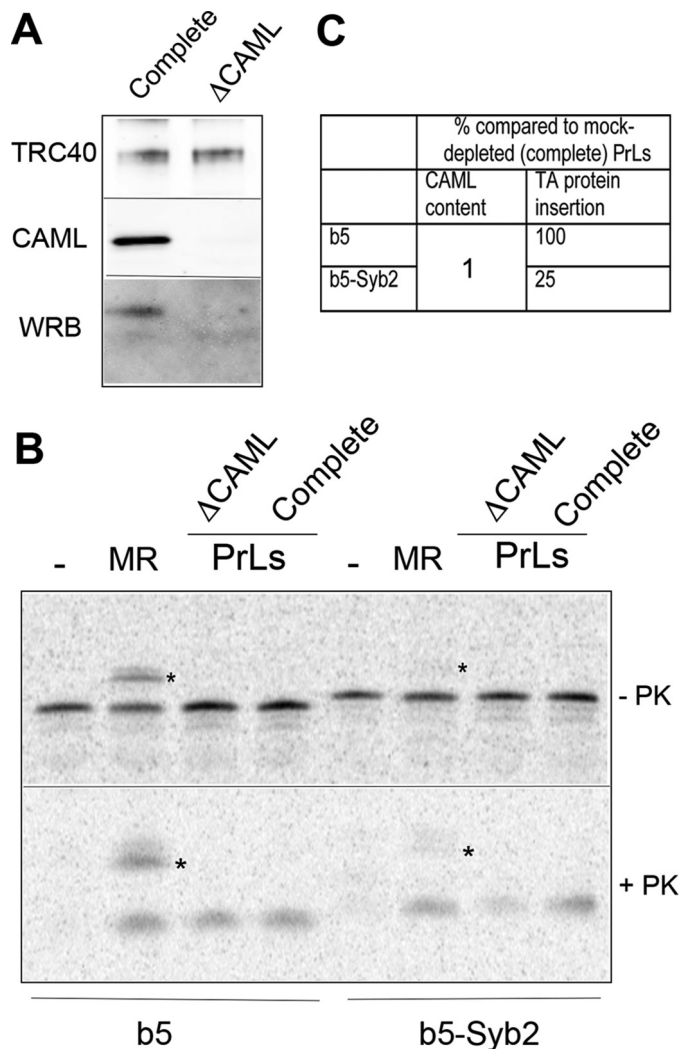 A
Complete
ΔCAML
TRC40
CAML
WRB
C
% compared to mock-
depleted (complete) PrLs
CAML
content
TA protein
insertion
b5
100
b5-Syb2
1
25
B
ΔCAML
Complete
ΔCAML
Complete
- MR PrLs - MR PrLs
*
*
- PK
*
*
+ PK
b5
b5-Syb2